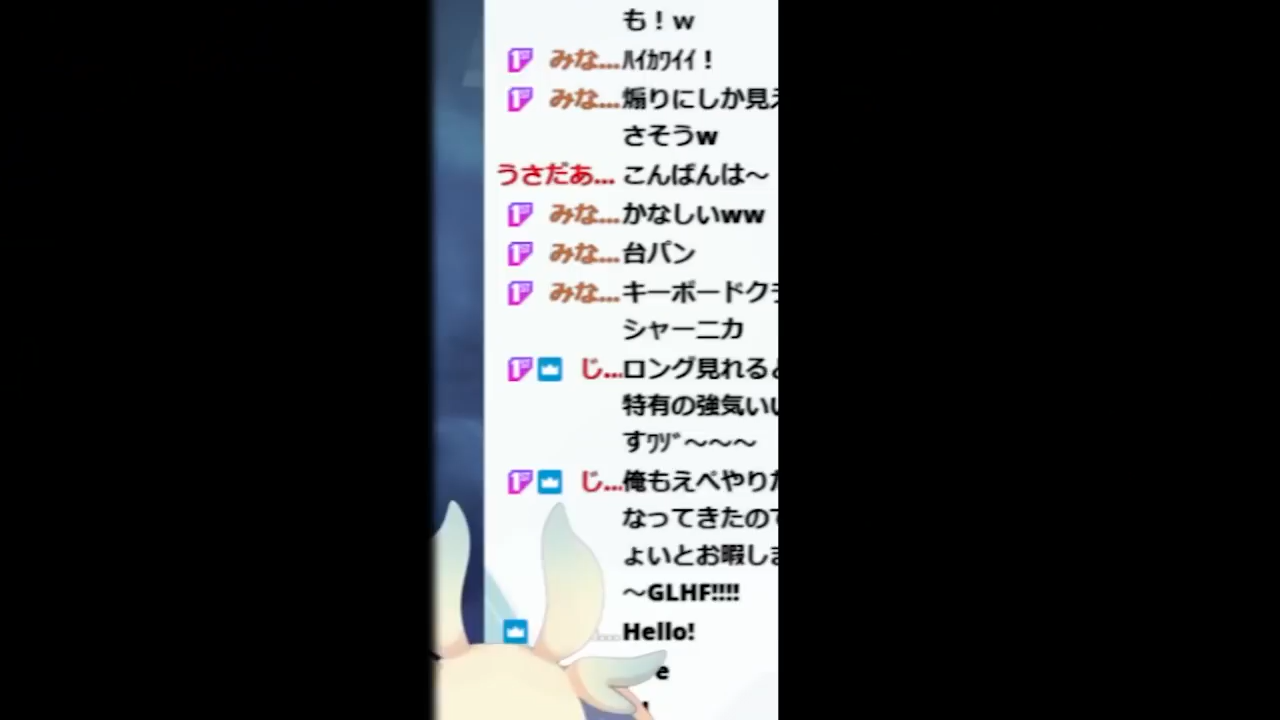 も！w
みな...ﾊｲｶﾜｲｲ！
みな...煽りにしか見え
さそうw
うさだあ... こんばんは～
みな...かなしいww
みな...台パン
みな...キーボードクラ
シャーニカ
じ...ロング見れると
特有の強気いい
すﾜｿﾞ～～～
じ...俺もえぺやりた
なってきたので
ょいとお暇しま
～GLHF!!!!
Hello!
e